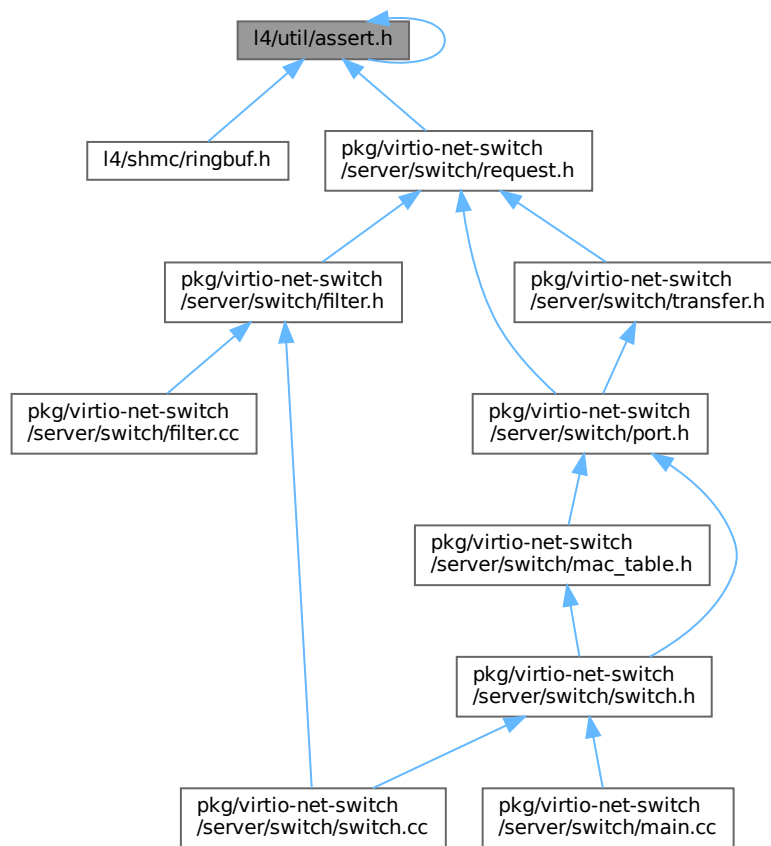 l4/util/assert.h
l4/shmc/ringbuf.h
pkg/virtio-net-switch
/server/switch/request.h
pkg/virtio-net-switch
/server/switch/filter.h
pkg/virtio-net-switch
/server/switch/transfer.h
pkg/virtio-net-switch
/server/switch/filter.cc
pkg/virtio-net-switch
/server/switch/port.h
pkg/virtio-net-switch
/server/switch/mac_table.h
pkg/virtio-net-switch
/server/switch/switch.h
pkg/virtio-net-switch
/server/switch/switch.cc
pkg/virtio-net-switch
/server/switch/main.cc